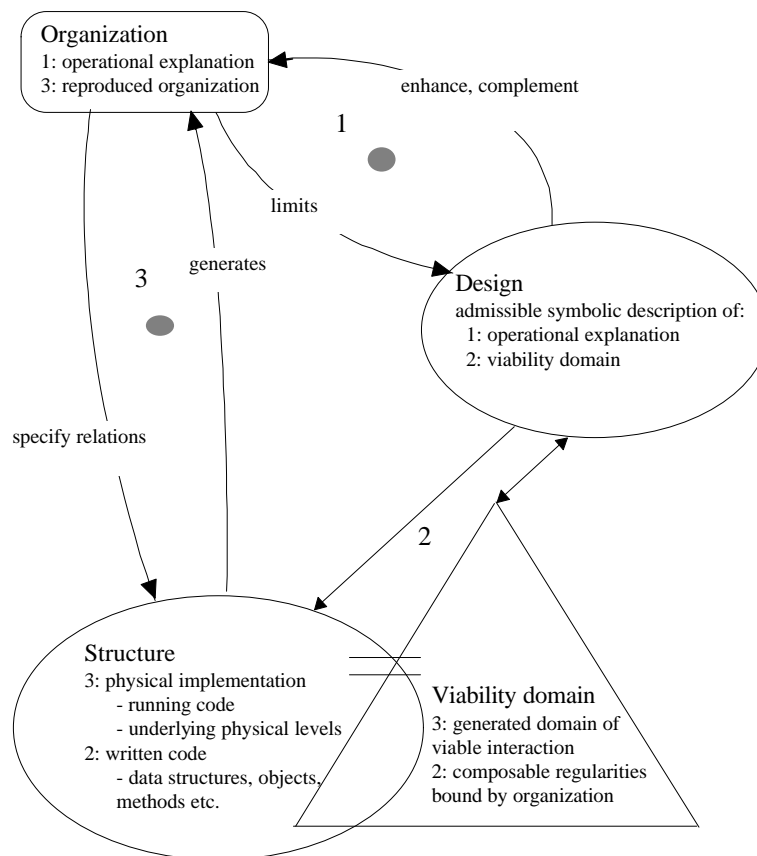 Organization
1: operational explanation
3: reproduced organization
enhance, complement
1
limits
generates
3
Design
admissible symbolic description of:
1: operational explanation
2: viability domain
specify relations
2
Structure
3: physical implementation
- running code
- underlying physical levels
2: written code
- data structures, objects,
methods etc.
Viability domain
3: generated domain of
viable interaction
2: composable regularities
bound by organization